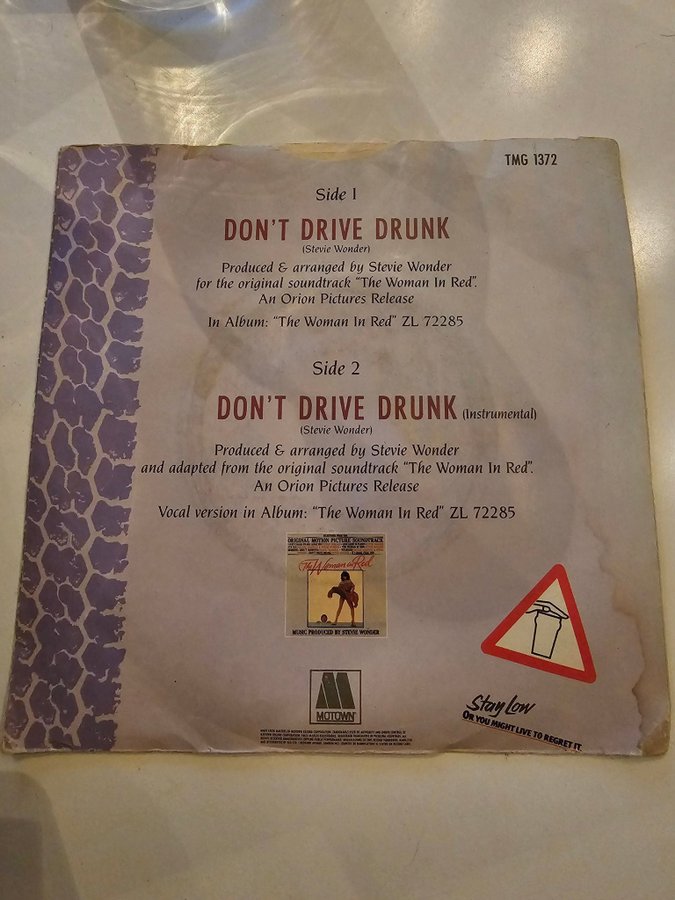 TMG 1372
Side 1
DON'T DRIVE DRUNK
(Stevie Wonder)
Produced & arranged by Stevie Wonder
for the original soundtrack "The Woman In Red".
An Orion Pictures Release
In Album: "The Woman In Red" ZL 72285
Side 2
DON'T DRIVE DRUNK (Instrumental)
(Stevie Wonder)
Produced & arranged by Stevie Wonder
and adapted from the original soundtrack "The Woman In Red".
An Orion Pictures Release
Vocal version in Album: "The Woman In Red" ZL 72285
ORIGINAL MOTION PICTURE SOUNDTRACK
The Woman in Red
MUSIC PRODUCED BY STEVIE WONDER
MOTOWN
Stay Low
OR YOU MIGHT LIVE TO REGRET IT.